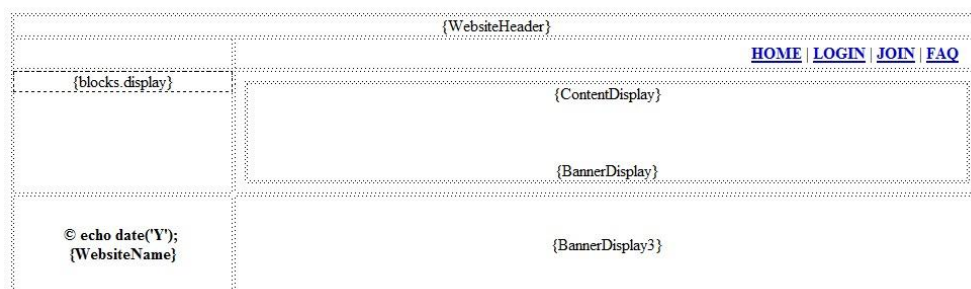 {WebsiteHeader}
HOME | LOGIN | JOIN | FAQ
{blocks.display}
{ContentDisplay}
{BannerDisplay}
© echo date('Y');
{WebsiteName}
{BannerDisplay3}